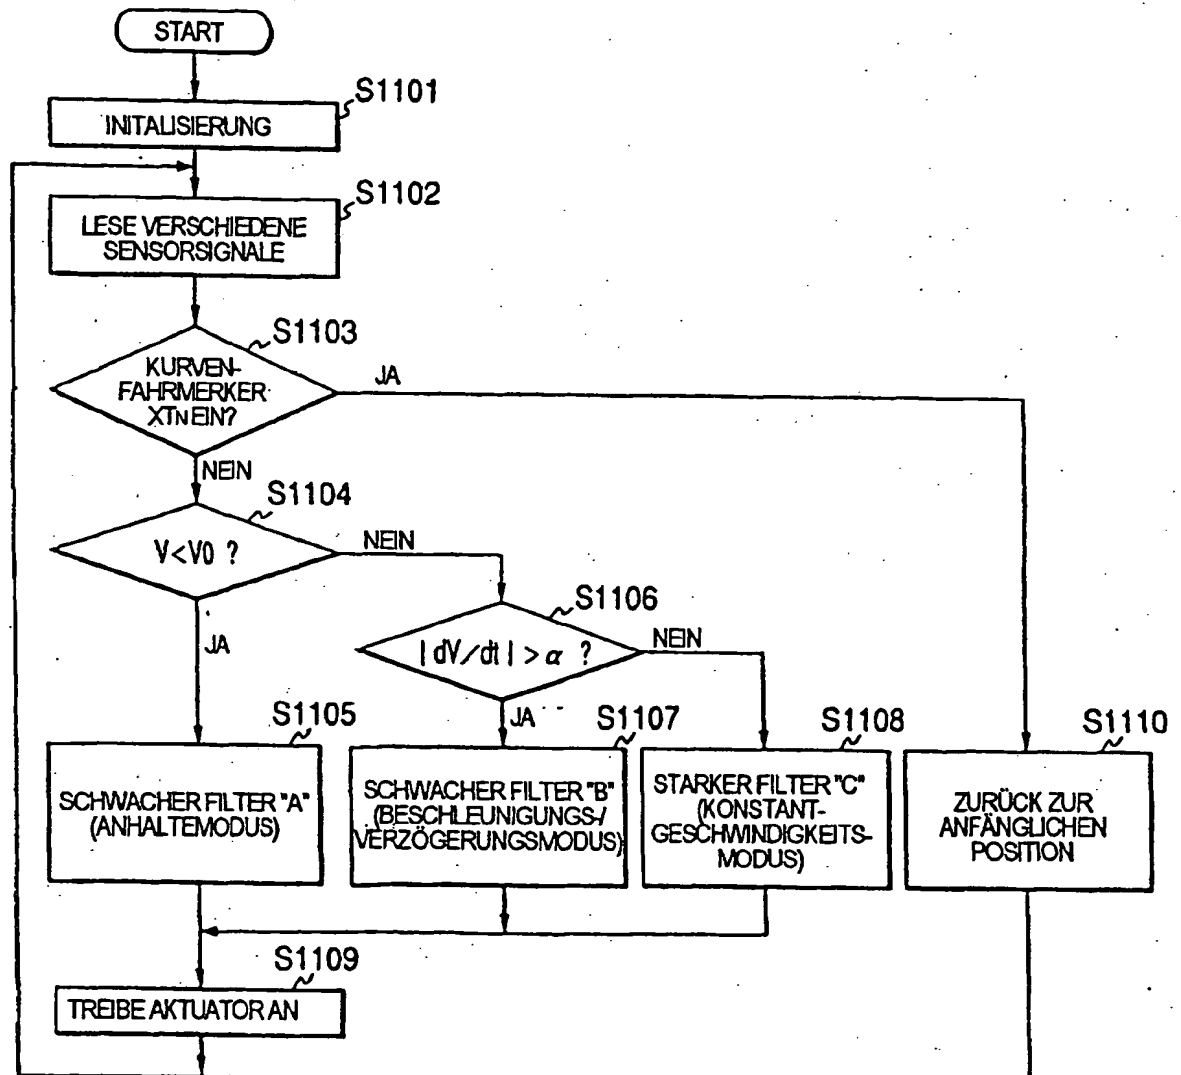 START
S1101
INITALISIERUNG
S1102
LESE VERSCHIEDENE
SENSORSIGNALE
S1103
KURVEN-
FAHRMERKER
XTN EIN?
JA
NEIN
S1104
V<V0 ?
NEIN
JA
S1106
|dV/dt|>α ?
NEIN
JA
S1105
SCHWACHER FILTER "A"
(ANHALTEMODUS)
S1107
SCHWACHER FILTER "B"
(BESCHLEUNIGUNGS-/
VERZÖGERUNGSMODUS)
S1108
STARKER FILTER "C"
(KONSTANT-
GESCHWINDIGKEITS-
MODUS)
S1110
ZURÜCK ZUR
ANFÄNGLICHEN
POSITION
S1109
TREIBE AKTUATOR AN